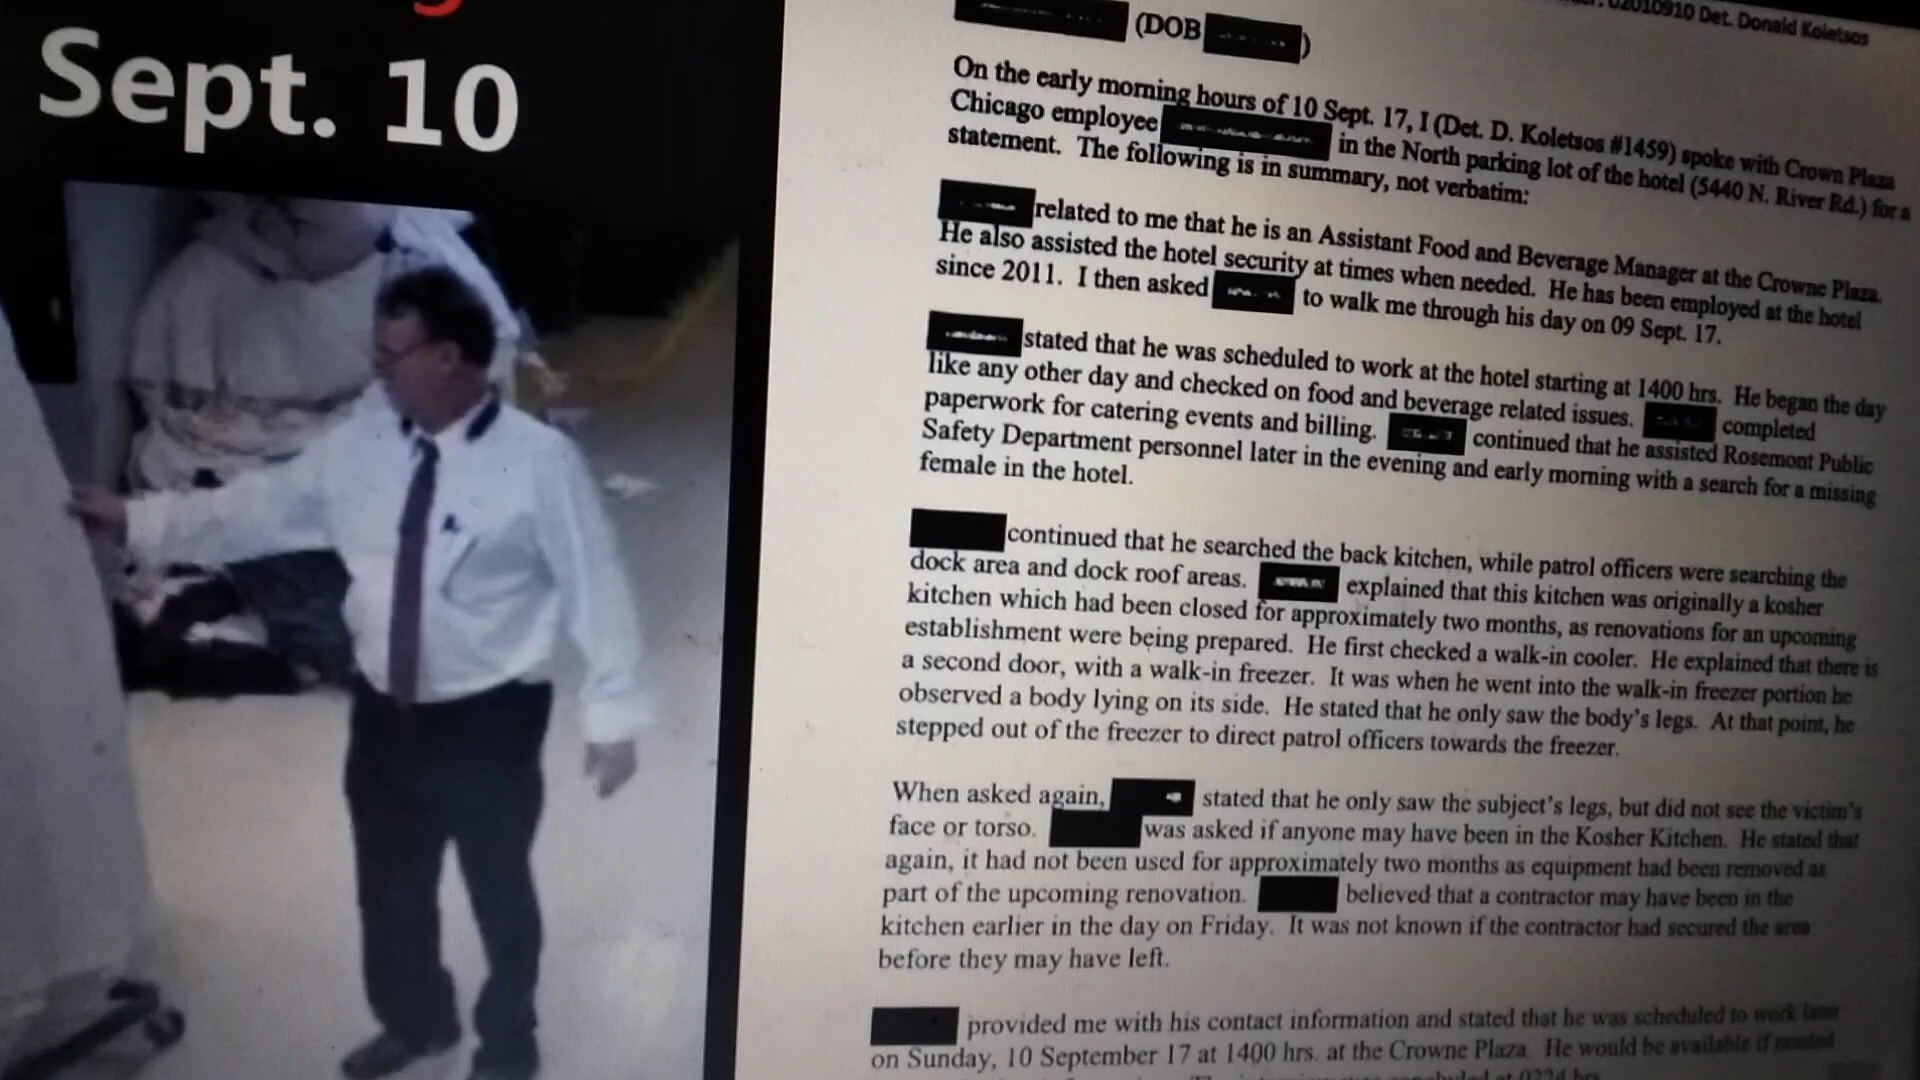 Sept. 10
02010910 Det. Donald Koletsos
(DOB )
On the early morning hours of 10 Sept. 17, I (Det. D. Koletsos #1459) spoke with Crown Plaza
Chicago employee in the North parking lot of the hotel (5440 N. River Rd.) for a
statement. The following is in summary, not verbatim:
related to me that he is an Assistant Food and Beverage Manager at the Crowne Plaza.
He also assisted the hotel security at times when needed. He has been employed at the hotel
since 2011. I then asked to walk me through his day on 09 Sept. 17.
stated that he was scheduled to work at the hotel starting at 1400 hrs. He began the day
like any other day and checked on food and beverage related issues. completed
paperwork for catering events and billing. continued that he assisted Rosemont Public
Safety Department personnel later in the evening and early morning with a search for a missing
female in the hotel.
continued that he searched the back kitchen, while patrol officers were searching the
dock area and dock roof areas. explained that this kitchen was originally a kosher
kitchen which had been closed for approximately two months, as renovations for an upcoming
establishment were being prepared. He first checked a walk-in cooler. He explained that there is
a second door, with a walk-in freezer. It was when he went into the walk-in freezer portion he
observed a body lying on its side. He stated that he only saw the body's legs. At that point, he
stepped out of the freezer to direct patrol officers towards the freezer.
When asked again, stated that he only saw the subject's legs, but did not see the victim's
face or torso. was asked if anyone may have been in the Kosher Kitchen. He stated that
again, it had not been used for approximately two months as equipment had been removed as
part of the upcoming renovation. believed that a contractor may have been in the
kitchen earlier in the day on Friday. It was not known if the contractor had secured the area
before they may have left.
provided me with his contact information and stated that he was scheduled to work later
on Sunday, 10 September 17 at 1400 hrs. at the Crowne Plaza. He would be available if needed
0224 hrs